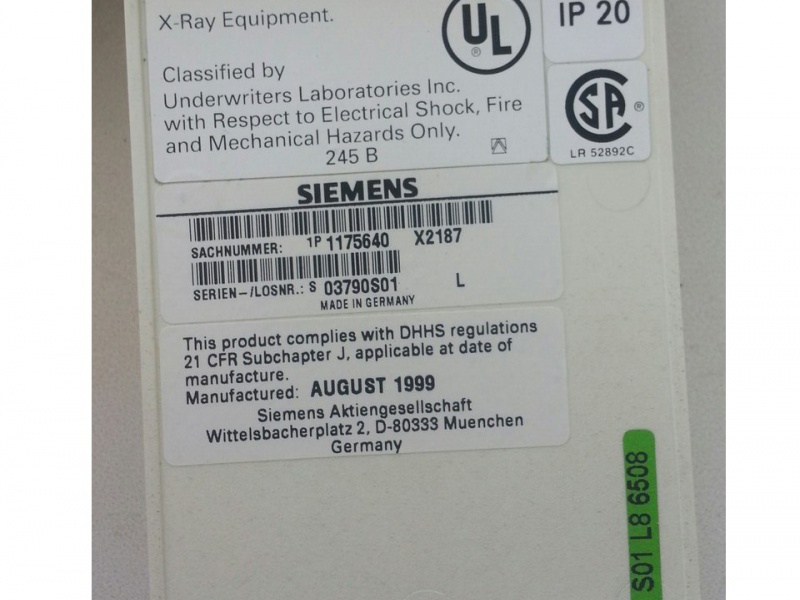 X-Ray Equipment.
Classified by
Underwriters Laboratories Inc.
with Respect to Electrical Shock, Fire
and Mechanical Hazards Only.
245 B
UL
®
IP 20
SA
®
LR 52892C
SIEMENS
SACHNUMMER: 1P 1175640 X2187
SERIEN-/LOSNR.: S 03790S01 L
MADE IN GERMANY
This product complies with DHHS regulations
21 CFR Subchapter J, applicable at date of
manufacture.
Manufactured: AUGUST 1999
Siemens Aktiengesellschaft
Wittelsbacherplatz 2, D-80333 Muenchen
Germany
S01 L8 6508